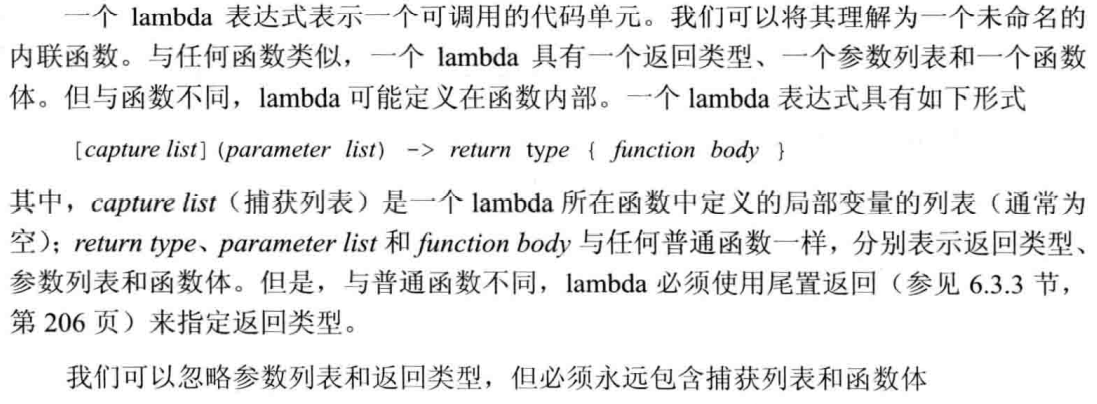 一个 lambda 表达式表示一个可调用的代码单元。我们可以将其理解为一个未命名的
内联函数。与任何函数类似，一个 lambda 具有一个返回类型、一个参数列表和一个函数
体。但与函数不同，lambda 可能定义在函数内部。一个 lambda 表达式具有如下形式
[capture list] (parameter list) -> return type { function body }
其中，capture list（捕获列表）是一个 lambda 所在函数中定义的局部变量的列表（通常为
空）；return type、parameter list 和 function body 与任何普通函数一样，分别表示返回类型、
参数列表和函数体。但是，与普通函数不同，lambda 必须使用尾置返回（参见 6.3.3 节，
第 206 页）来指定返回类型。
我们可以忽略参数列表和返回类型，但必须永远包含捕获列表和函数体